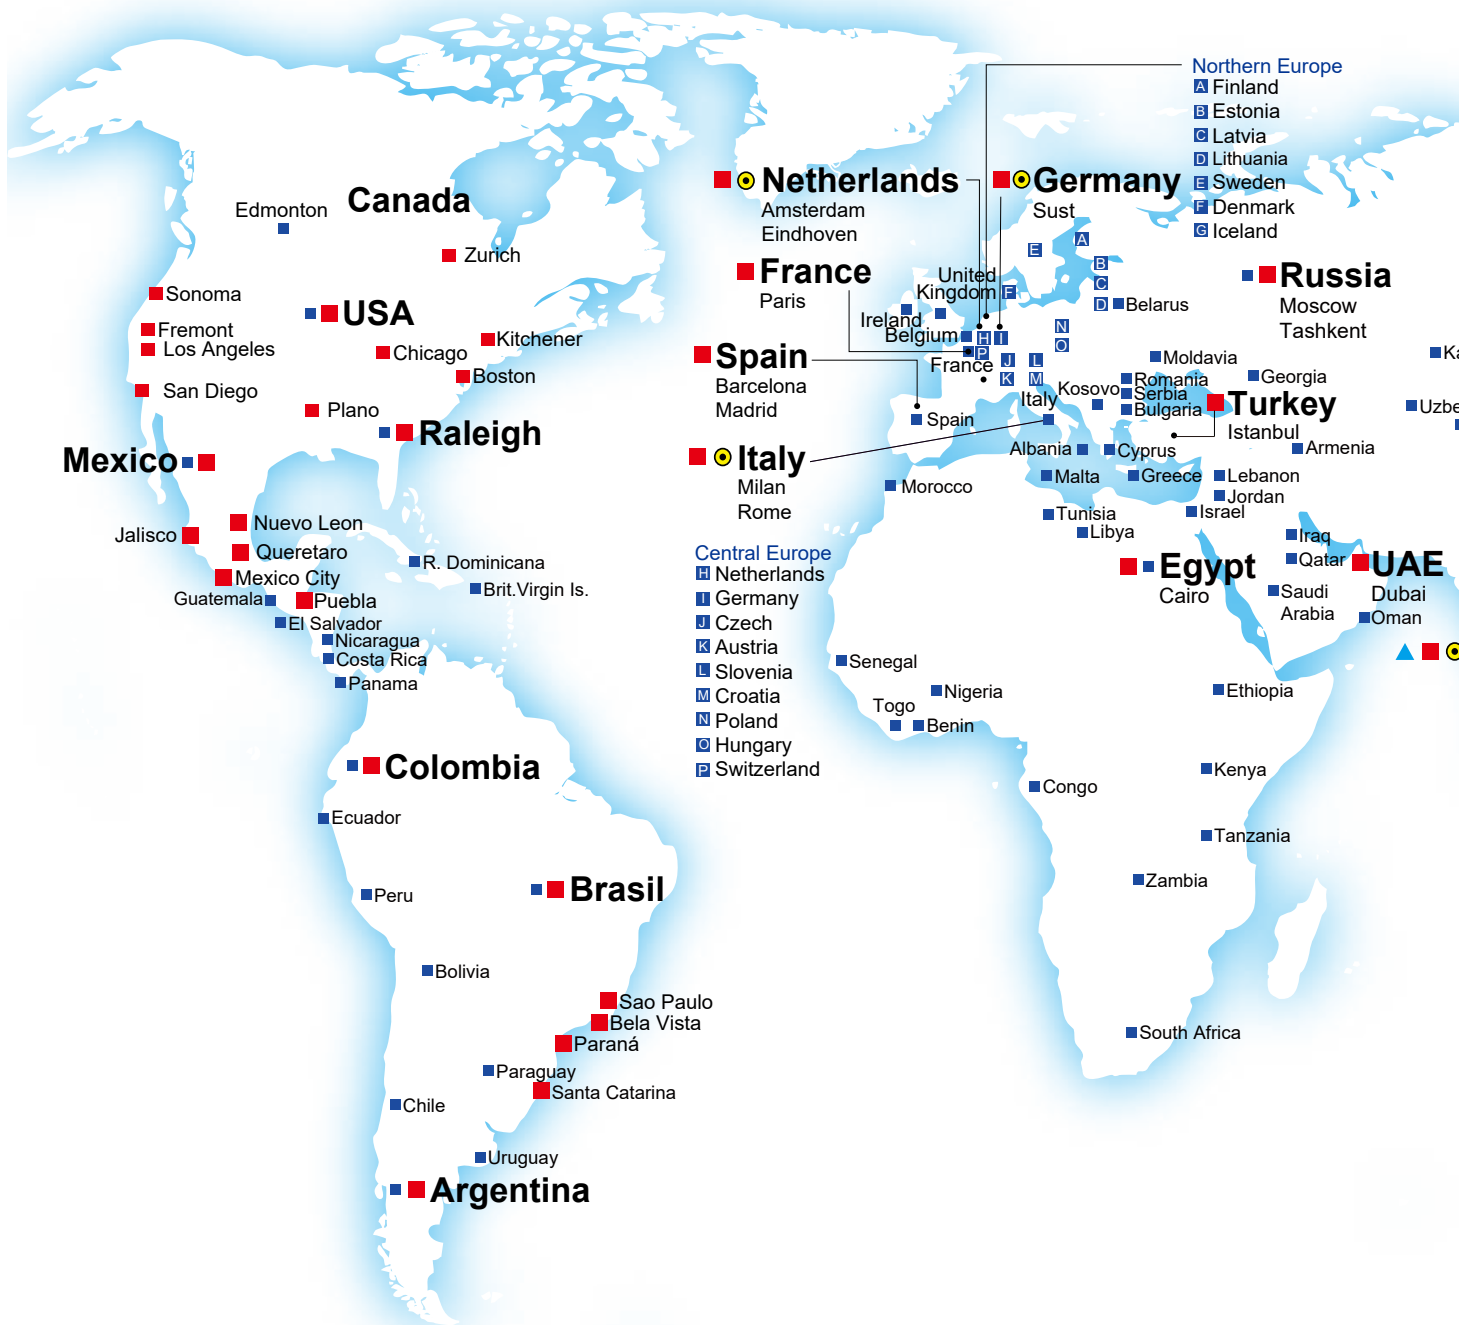 Canada
Edmonton
Zurich
Sonoma
USA
Fremont
Los Angeles
Kitchener
Chicago
Boston
San Diego
Plano
Raleigh
Mexico
Nuevo Leon
Jalisco
Queretaro
Mexico City
Guatemala
Puebla
El Salvador
Nicaragua
Costa Rica
Panama
R. Dominicana
Brit.Virgin Is.
Colombia
Ecuador
Peru
Brasil
Bolivia
Sao Paulo
Bela Vista
Paraná
Paraguay
Santa Catarina
Chile
Uruguay
Argentina
Netherlands
Amsterdam
Eindhoven
France
Paris
Spain
Barcelona
Madrid
Italy
Milan
Rome
Central Europe
H Netherlands
I Germany
J Czech
K Austria
L Slovenia
M Croatia
N Poland
O Hungary
P Switzerland
Germany
Sust
Northern Europe
A Finland
B Estonia
C Latvia
D Lithuania
E Sweden
F Denmark
G Iceland
E
A
B
C
D
F
United
Kingdom
Ireland
Belgium
H
I
P
N
O
J
L
K
M
France
Belarus
Moldavia
Romania
Serbia
Bulgaria
Kosovo
Italy
Spain
Albania
Cyprus
Malta
Greece
Morocco
Tunisia
Libya
Russia
Moscow
Tashkent
Georgia
Turkey
Istanbul
Armenia
Lebanon
Jordan
Israel
Iraq
Qatar
Saudi
Arabia
UAE
Dubai
Oman
Ka
Uzbe
Egypt
Cairo
Senegal
Nigeria
Togo
Benin
Ethiopia
Kenya
Congo
Tanzania
Zambia
South Africa